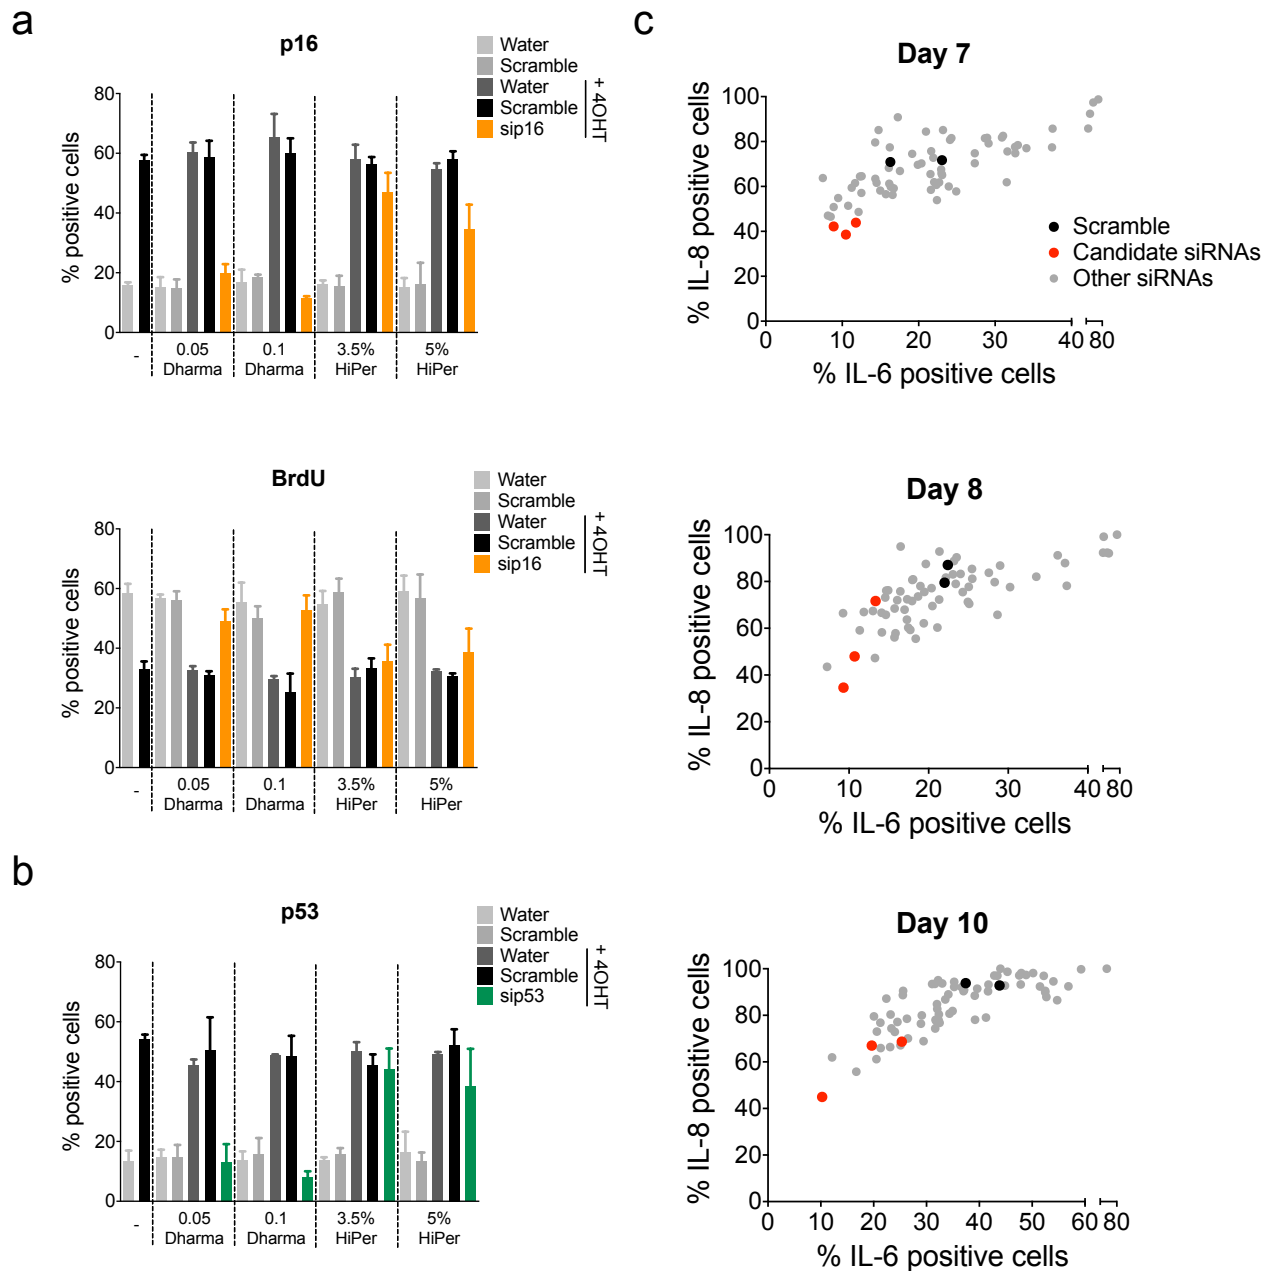 a
p16
Water
Scramble
Water
Scramble
sip16
+ 4OHT
% positive cells
80
60
40
20
0
-
0.05
Dharma
0.1
Dharma
3.5%
HiPer
5%
HiPer
BrdU
Water
Scramble
Water
Scramble
sip16
+ 4OHT
% positive cells
80
60
40
20
0
-
0.05
Dharma
0.1
Dharma
3.5%
HiPer
5%
HiPer
b
p53
Water
Scramble
Water
Scramble
sip53
+ 4OHT
% positive cells
80
60
40
20
0
-
0.05
Dharma
0.1
Dharma
3.5%
HiPer
5%
HiPer
c
Day 7
% IL-8 positive cells
100
80
60
40
20
0
Scramble
Candidate siRNAs
Other siRNAs
0 10 20 30 40 80
% IL-6 positive cells
Day 8
% IL-8 positive cells
100
80
60
40
20
0
0 10 20 30 40 80
% IL-6 positive cells
Day 10
% IL-8 positive cells
100
80
60
40
20
0
0 10 20 30 40 50 60 80
% IL-6 positive cells